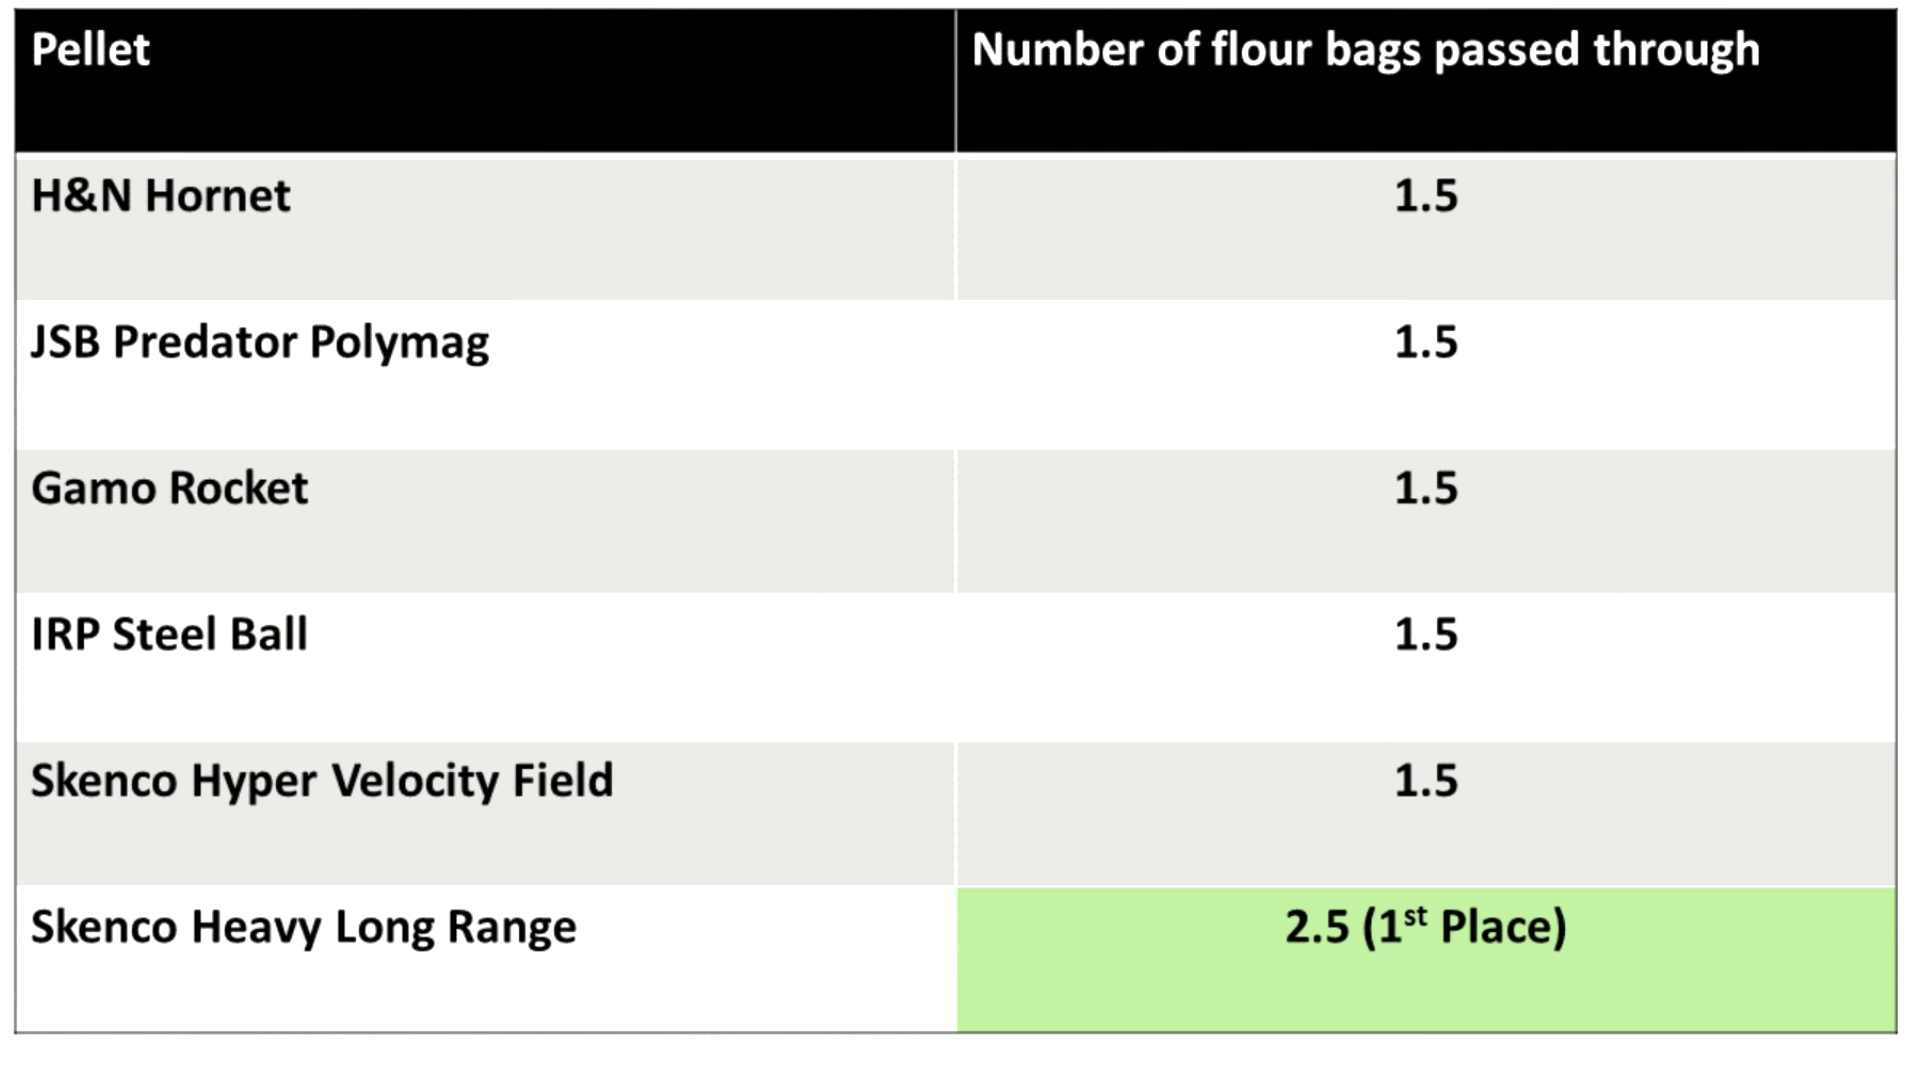 Pellet Number of flour bags passed through
H&N Hornet 1.5
JSB Predator Polymag 1.5
Gamo Rocket 1.5
IRP Steel Ball 1.5
Skenco Hyper Velocity Field 1.5
Skenco Heavy Long Range 2.5 (1st Place)